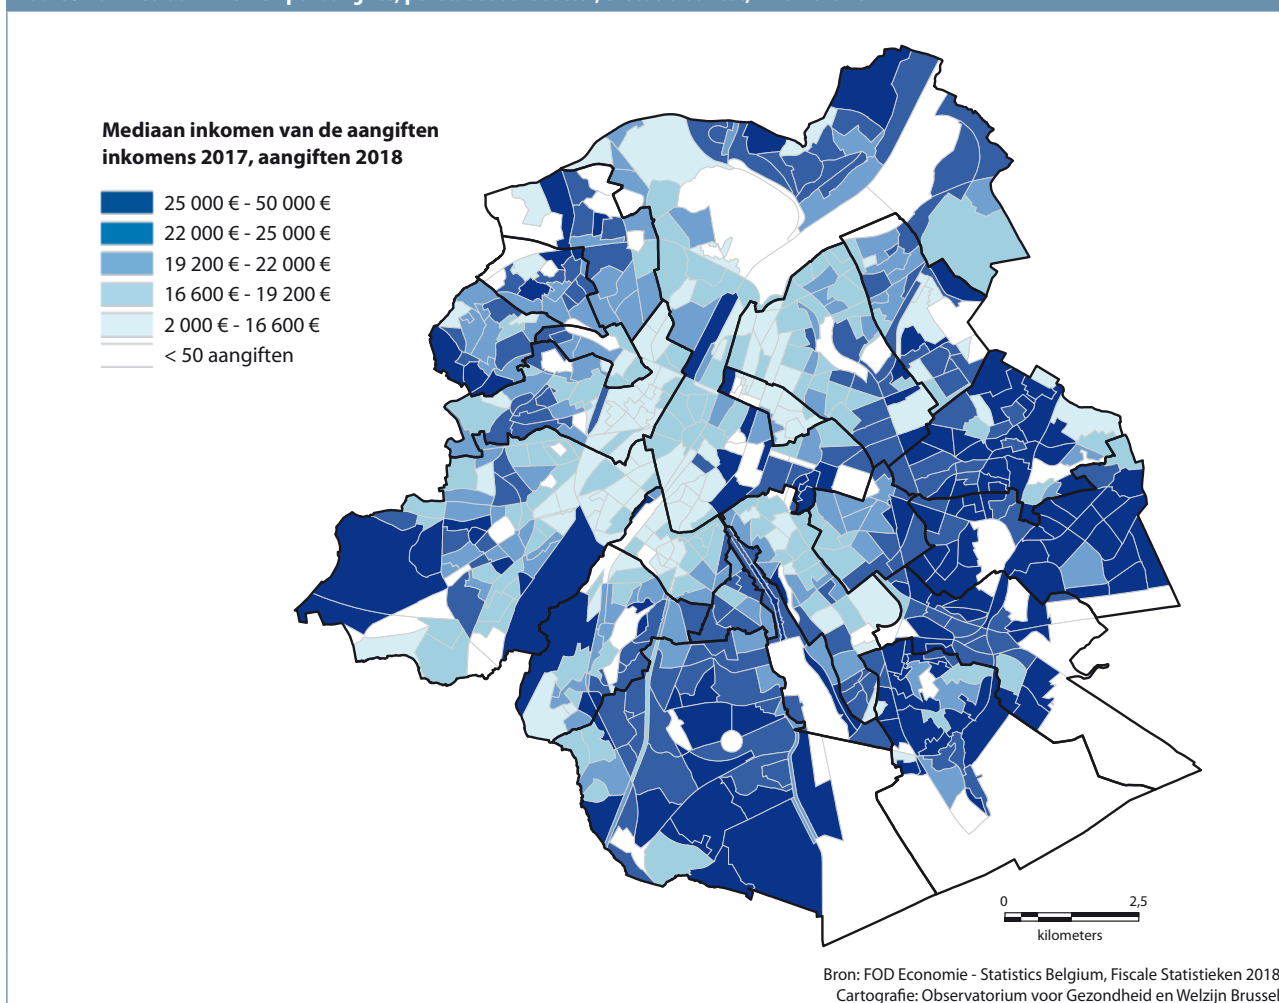 Mediaan inkomen van de aangiften
inkomens 2017, aangiften 2018
25 000 € - 50 000 €
22 000 € - 25 000 €
19 200 € - 22 000 €
16 600 € - 19 200 €
2 000 € - 16 600 €
< 50 aangiften
0 2,5
kilometers
Bron: FOD Economie - Statistics Belgium, Fiscale Statistieken 2018
Cartografie: Observatorium voor Gezondheid en Welzijn Brussel